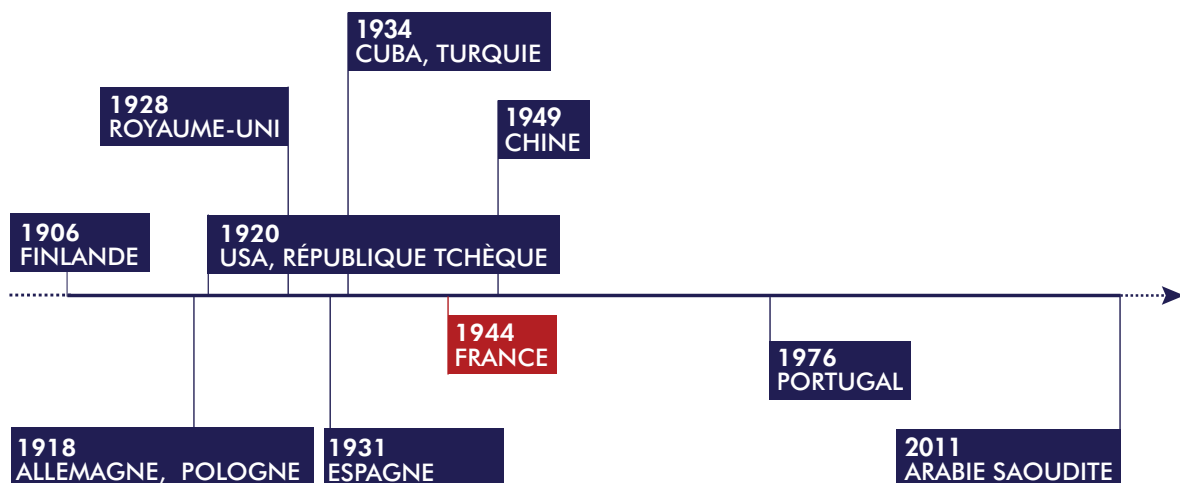 1934
CUBA, TURQUIE
1928
ROYAUME-UNI
1949
CHINE
1906
FINLANDE
1920
USA, RÉPUBLIQUE TCHÈQUE
1944
FRANCE
1976
PORTUGAL
1918
ALLEMAGNE, POLOGNE
1931
ESPAGNE
2011
ARABIE SAOUDITE